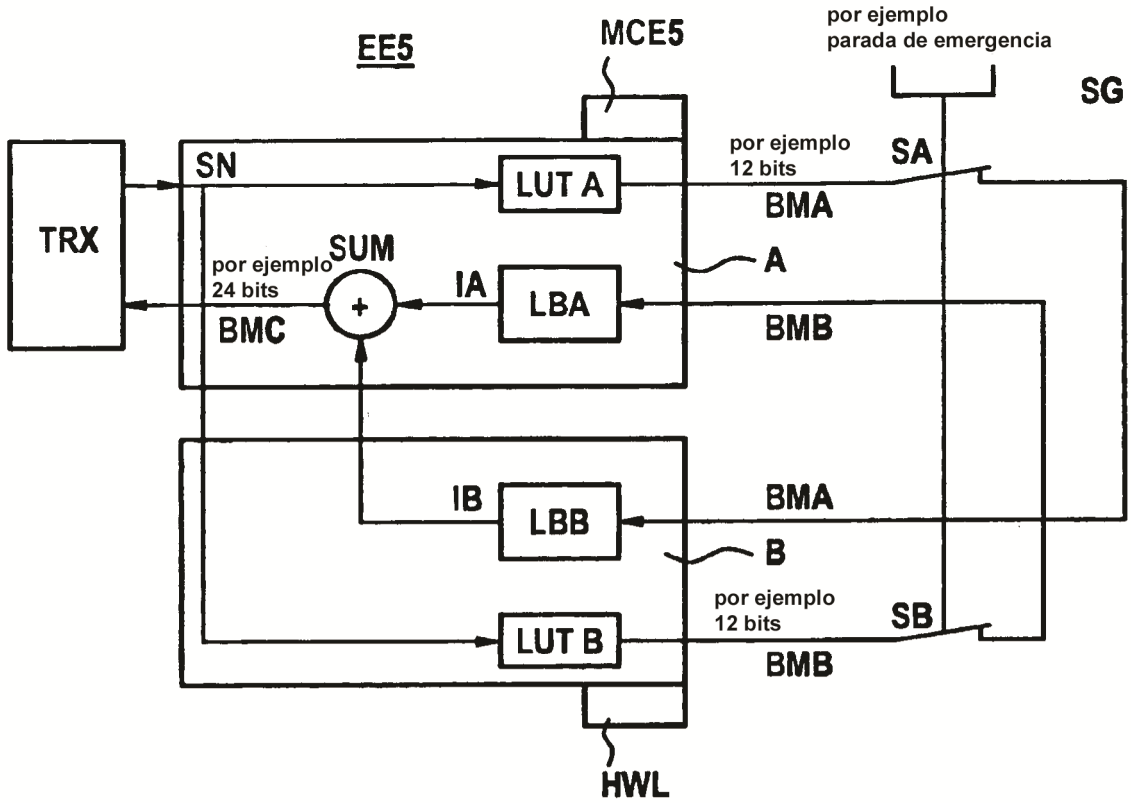 por ejemplo
parada de emergencia
MCE5
EE5
SG
por ejemplo
12 bits
SA
SN
LUT A
BMA
TRX
SUM
por ejemplo
24 bits
+
IA
LBA
A
BMC
BMB
IB
LBB
BMA
B
por ejemplo
12 bits
SB
LUT B
BMB
HWL